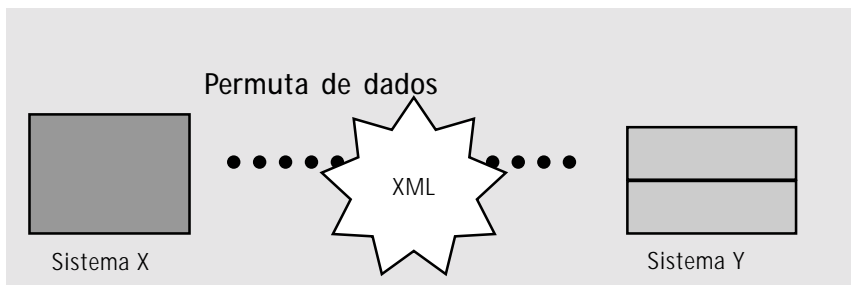 Permuta de dados
XML
Sistema X
Sistema Y